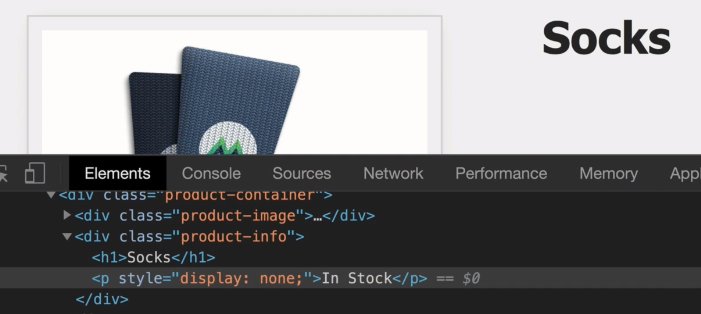 Socks
Elements Console Sources Network Performance Memory Appl
<div class="product-container">
<div class="product-image">…</div>
<div class="product-info">
<h1>Socks</h1>
<p style="display: none;">In Stock</p> == $0
</div>